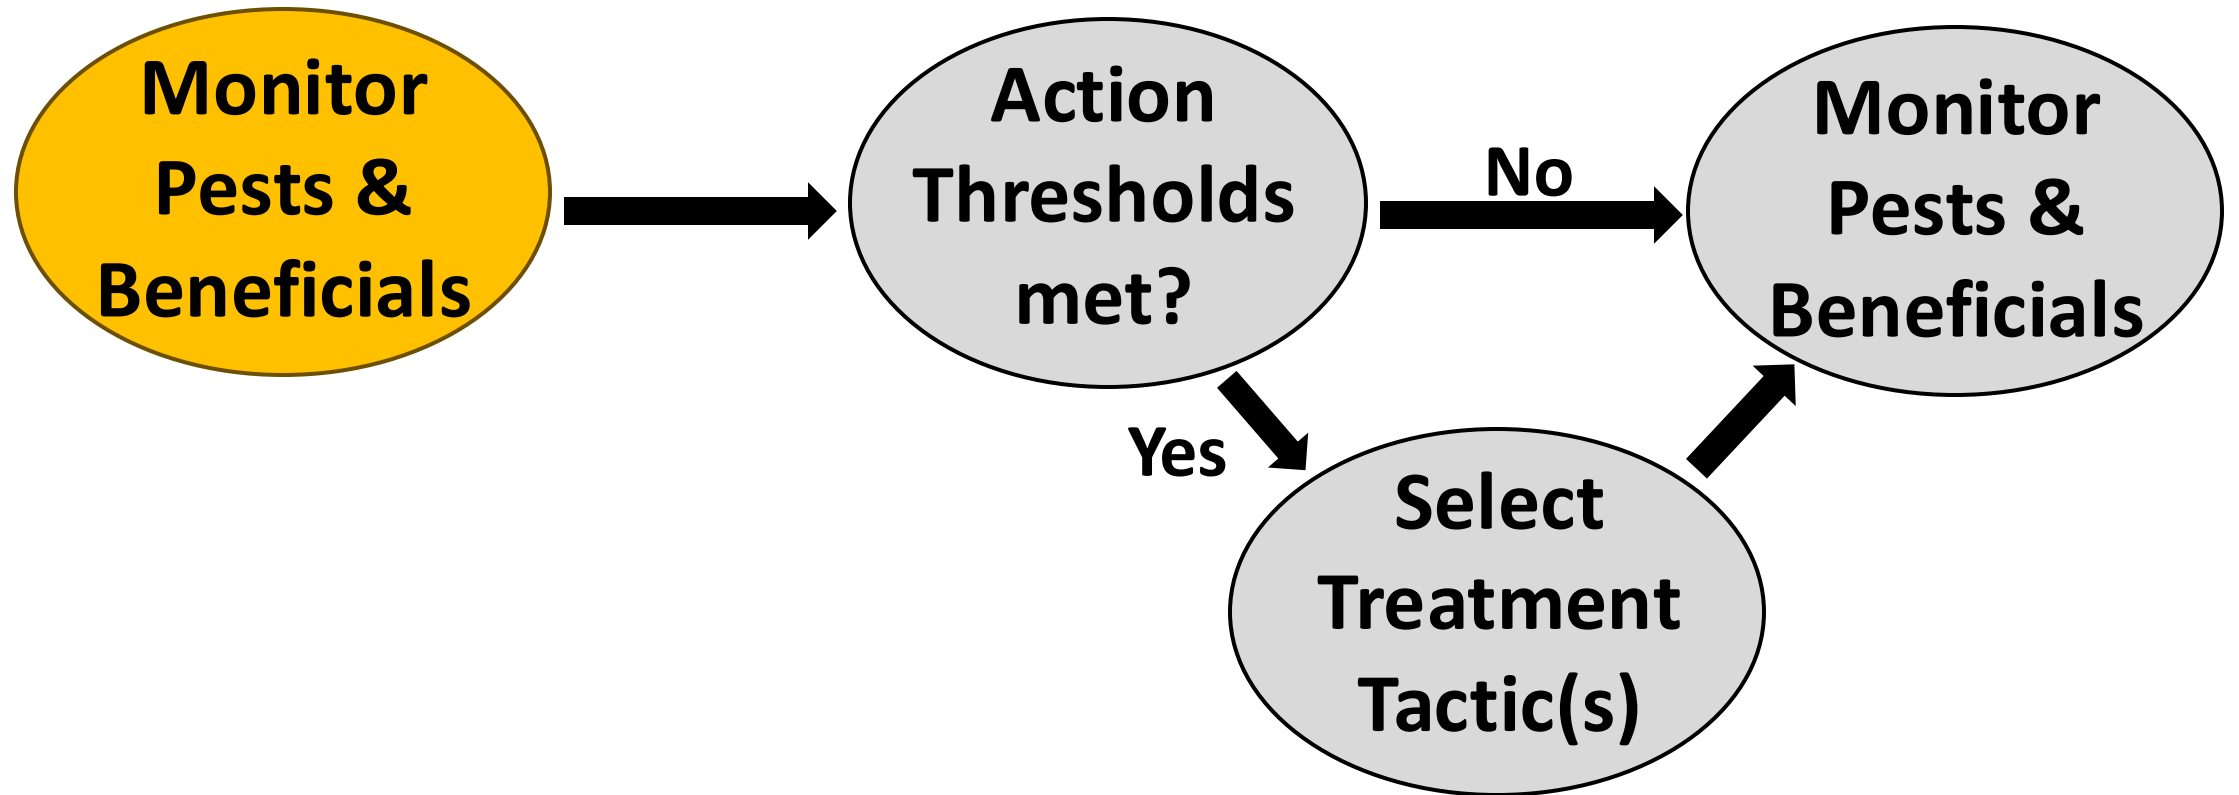 Monitor
Pests &
Beneficials
Action
Thresholds
met?
No
Monitor
Pests &
Beneficials
Yes
Select
Treatment
Tactic(s)